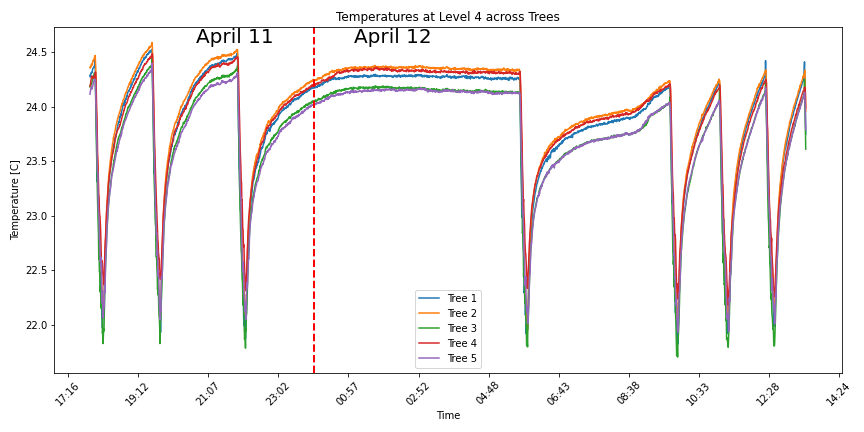 Temperatures at Level 4 across Trees
April 11 April 12
24.5
24.0
23.5
23.0
22.5
22.0
Temperature [C]
Tree 1
Tree 2
Tree 3
Tree 4
Tree 5
17:16 19:12 21:07 23:02 00:57 02:52 04:48 06:43 08:38 10:33 12:28 14:24
Time